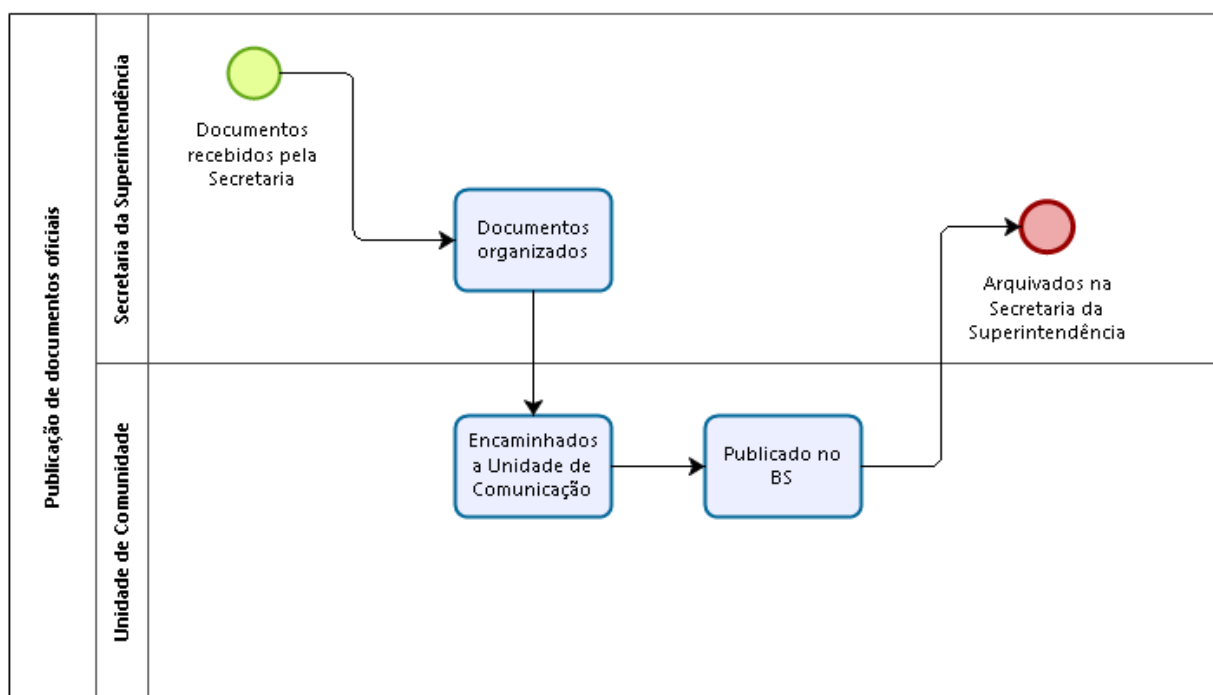 Publicação de documentos oficiais
Secretaria da Superintendência
Documentos
recebidos pela
Secretaria
Documentos
organizados
Arquivados na
Secretaria da
Superintendência
Unidade de Comunidade
Encaminhados
a Unidade de
Comunicação
Publicado no
BS